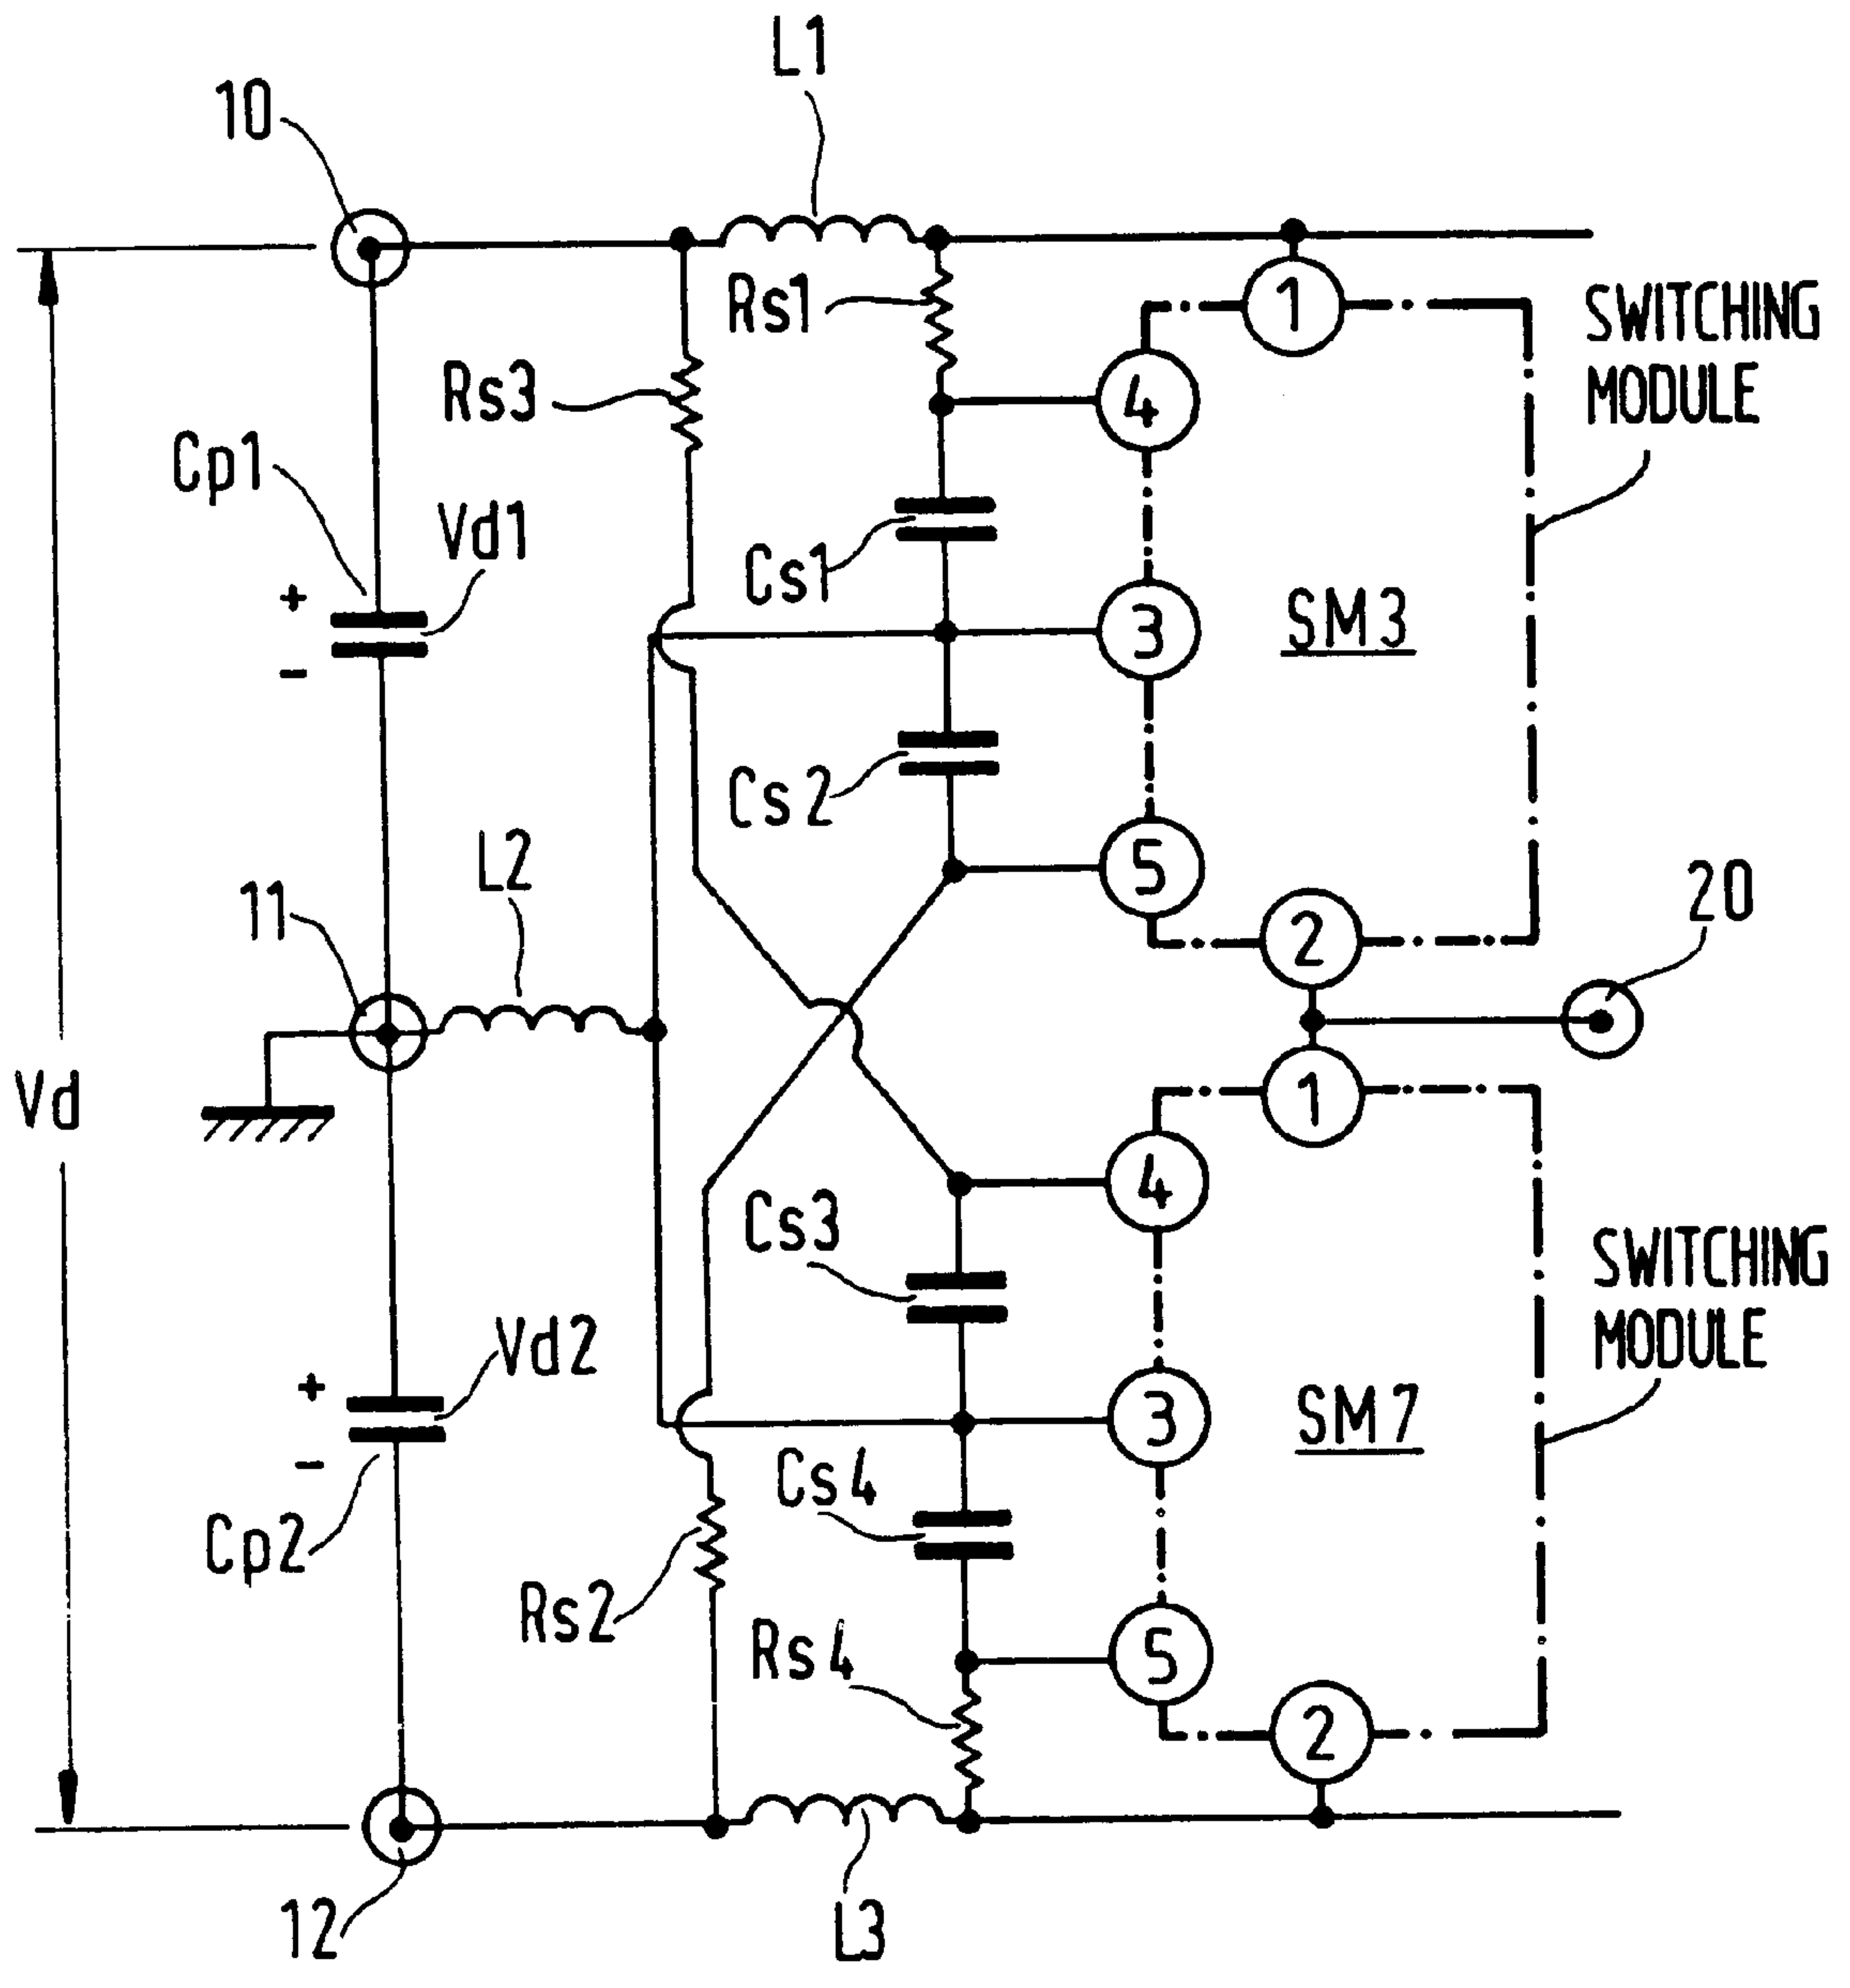 L1
10
Rs1
1
SWITCHING
MODULE
Rs3
4
Cp1
Vd1
Cs1
+
-
3
SM3
Cs2
L2
5
11
2
20
Vd
1
4
Cs3
SWITCHING
MODULE
Vd2
+
-
3
SM7
Cs4
Cp2
Rs2
Rs4
5
2
12
L3